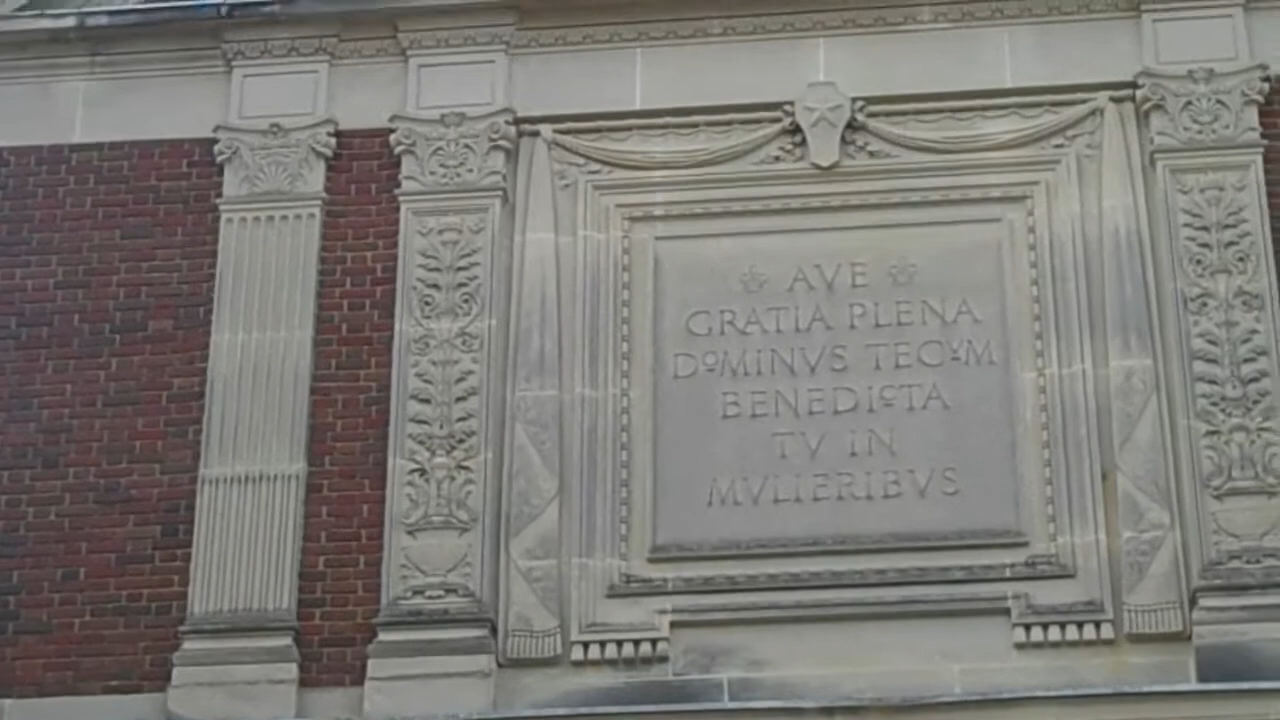 AVE
GRATIA PLENA
DOMINVS TECVM
BENEDICTA
TV IN
MVLIERIBVS